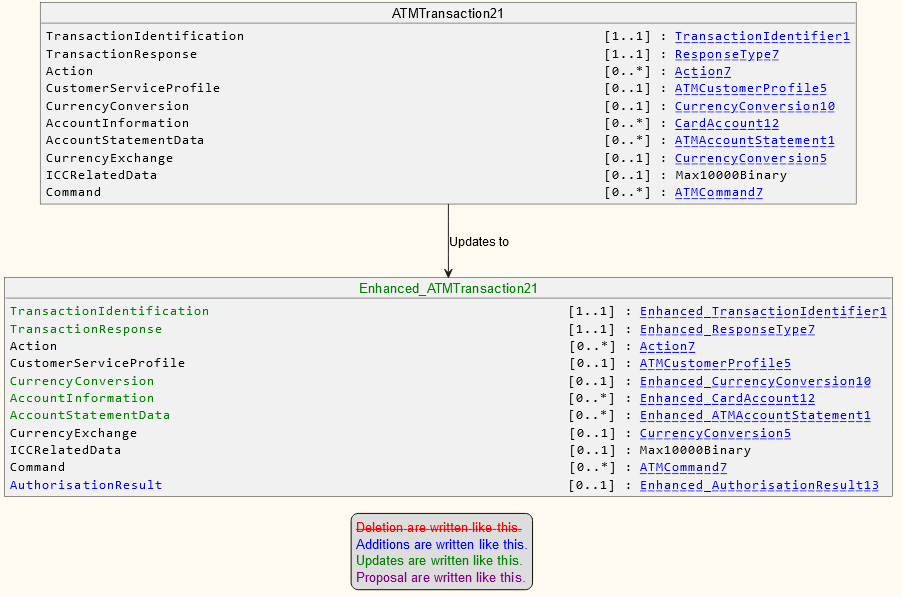 ATMTransaction21
TransactionIdentification [1..1] : TransactionIdentifier1
TransactionResponse [1..1] : ResponseType7
Action [0..*] : Action7
CustomerServiceProfile [0..1] : ATMCustomerProfile5
CurrencyConversion [0..1] : CurrencyConversion10
AccountInformation [0..*] : CardAccount12
AccountStatementData [0..*] : ATMAccountStatement1
CurrencyExchange [0..1] : CurrencyConversion5
ICCRelatedData [0..1] : Max10000Binary
Command [0..*] : ATMCommand7
Updates to
Enhanced_ATMTransaction21
TransactionIdentification [1..1] : Enhanced_TransactionIdentifier1
TransactionResponse [1..1] : Enhanced_ResponseType7
Action [0..*] : Action7
CustomerServiceProfile [0..1] : ATMCustomerProfile5
CurrencyConversion [0..1] : Enhanced_CurrencyConversion10
AccountInformation [0..*] : Enhanced_CardAccount12
AccountStatementData [0..*] : Enhanced_ATMAccountStatement1
CurrencyExchange [0..1] : CurrencyConversion5
ICCRelatedData [0..1] : Max10000Binary
Command [0..*] : ATMCommand7
AuthorisationResult [0..1] : Enhanced_AuthorisationResult13
Deletion are written like this.
Additions are written like this.
Updates are written like this.
Proposal are written like this.